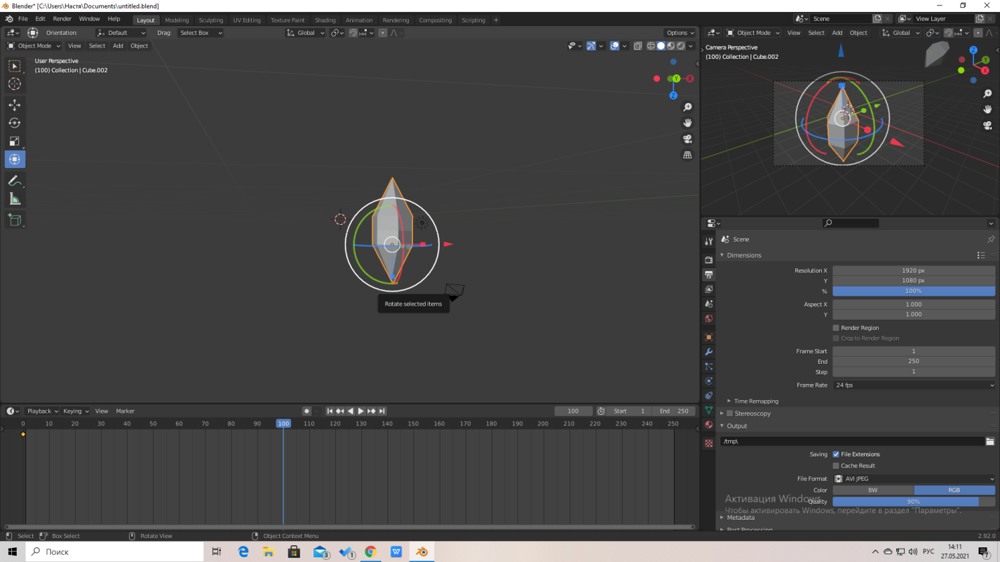 Blender* [C:\Users\Настя\Documents\untitled.blend]
File Edit Render Window Help Layout Modeling Sculpting UV Editing Texture Paint Shading Animation Rendering Compositing Scripting + Scene View Layer
Orientation: Default Drag: Select Box Global Options Object Mode View Select Add Object Global
Object Mode View Select Add Object
User Perspective
(100) Collection | Cube.002
Y X
Z
Camera Perspective
(100) Collection | Cube.002
Z
Y
X
Rotate selected items
Scene
Dimensions
Resolution X 1920 px
Y 1080 px
% 100%
Aspect X 1.000
Y 1.000
Render Region
Crop to Render Region
Frame Start 1
End 250
Step 1
Frame Rate 24 fps
Time Remapping
Stereoscopy
Output
/tmp\
Saving File Extensions
Cache Result
File Format AVI JPEG
Color BW RGB
Quality 90%
Metadata
Post Processing
Активация Windows
Чтобы активировать Windows, перейдите в раздел "Параметры".
Playback Keying View Marker 100 Start 1 End 250
0 10 20 30 40 50 60 70 80 90 100 110 120 130 140 150 160 170 180 190 200 210 220 230 240 250
Select Box Select Rotate View Object Context Menu 2.92.0
Поиск 3 1 W РУС 14:11
27.05.2021 7